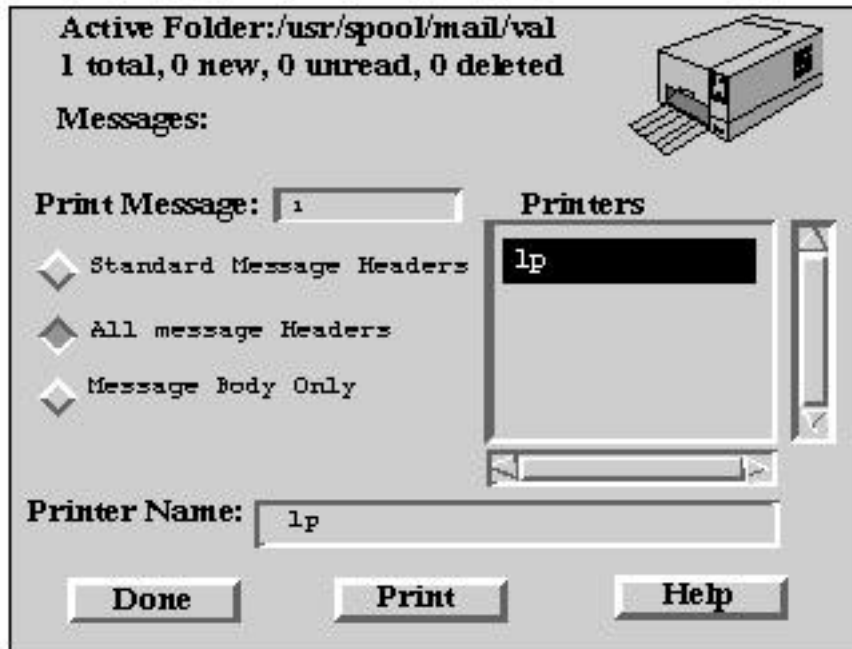 Active Folder:/usr/spool/mail/val
1 total, 0 new, 0 unread, 0 deleted
Messages:
Print Message: 1
Printers
lp
Standard Message Headers
All message Headers
Message Body Only
Printer Name: lp
Done Print Help